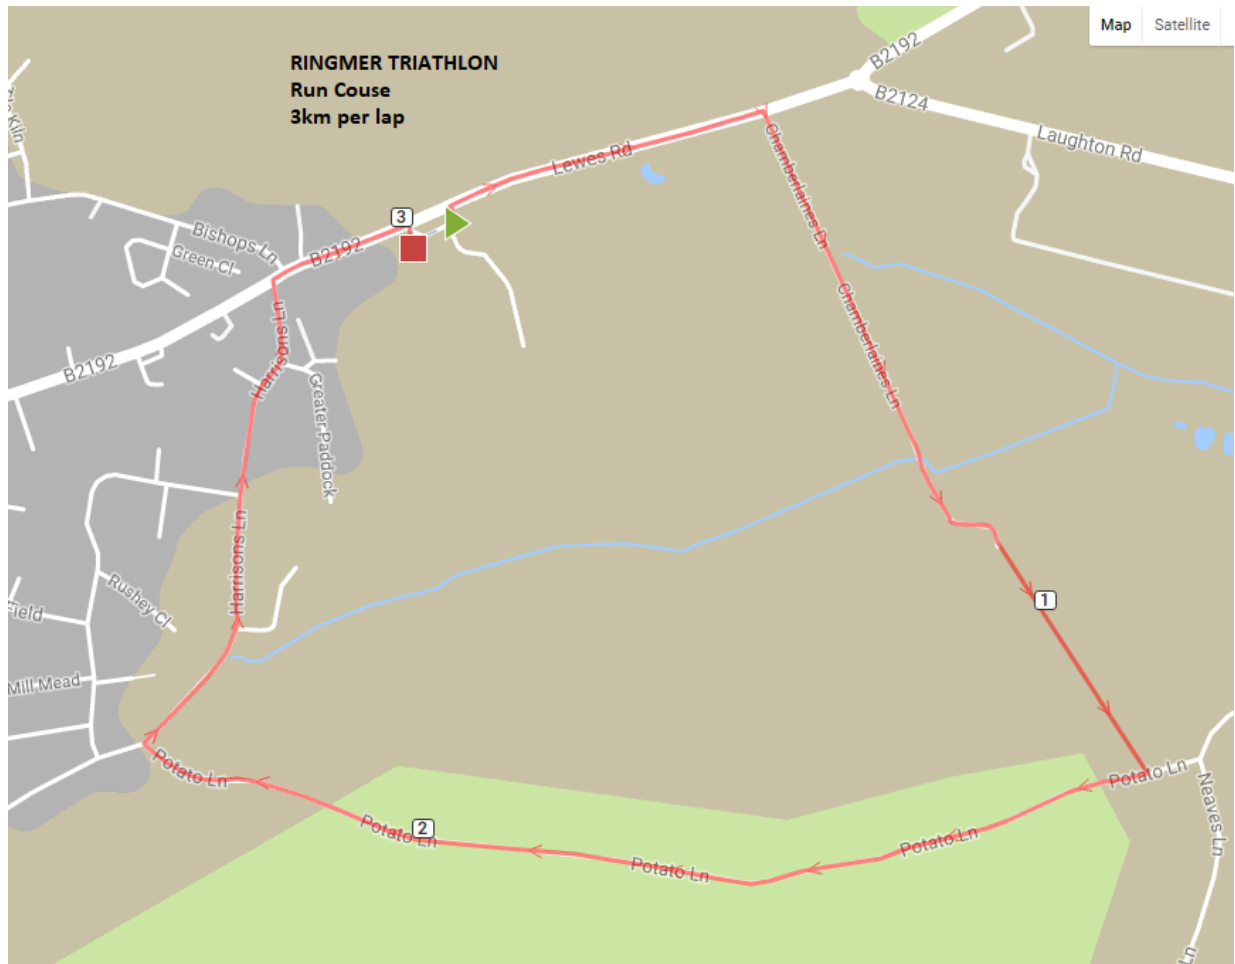 Map
Satellite
RINGMER TRIATHLON
Run Couse
3km per lap
B2192
B2124
Laughton Rd
Lewes Rd
Chamberlaines Ln
Kiln
3
Bishops Ln
B2192
Green Cl
Chamberlaines Ln
Harrisons Ln
B2192
Greater Paddock
Harrisons Ln
Rushey Cl
1
Field
Mill Mead
Potato Ln
Potato Ln
Neaves Ln
2
Potato Ln
Potato Ln
Potato Ln
Ln